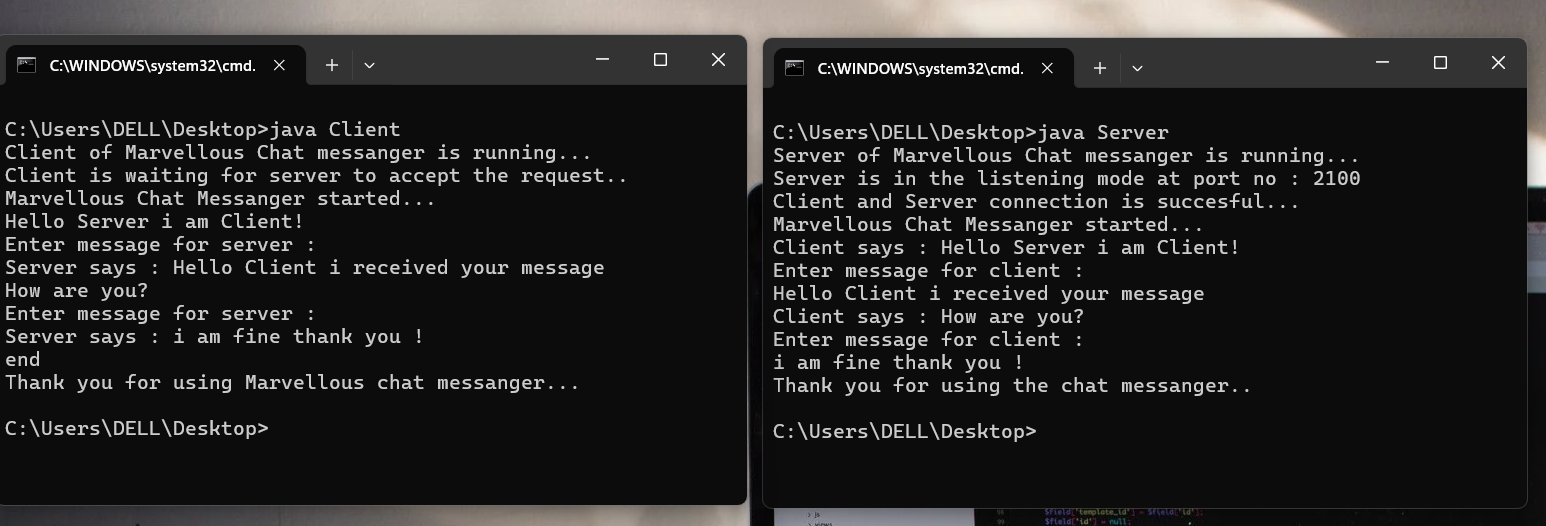 C:\WINDOWS\system32\cmd.
C:\Users\DELL\Desktop>java Client
Client of Marvellous Chat messanger is running...
Client is waiting for server to accept the request..
Marvellous Chat Messanger started...
Hello Server i am Client!
Enter message for server :
Server says : Hello Client i received your message
How are you?
Enter message for server :
Server says : i am fine thank you !
end
Thank you for using Marvellous chat messanger...
C:\Users\DELL\Desktop>
C:\WINDOWS\system32\cmd.
C:\Users\DELL\Desktop>java Server
Server of Marvellous Chat messanger is running...
Server is in the listening mode at port no : 2100
Client and Server connection is succesful...
Marvellous Chat Messanger started...
Client says : Hello Server i am Client!
Enter message for client :
Hello Client i received your message
Client says : How are you?
Enter message for client :
i am fine thank you !
Thank you for using the chat messanger..
C:\Users\DELL\Desktop>
$field['template_id'] = $field['id'];
$field['id'] = null;